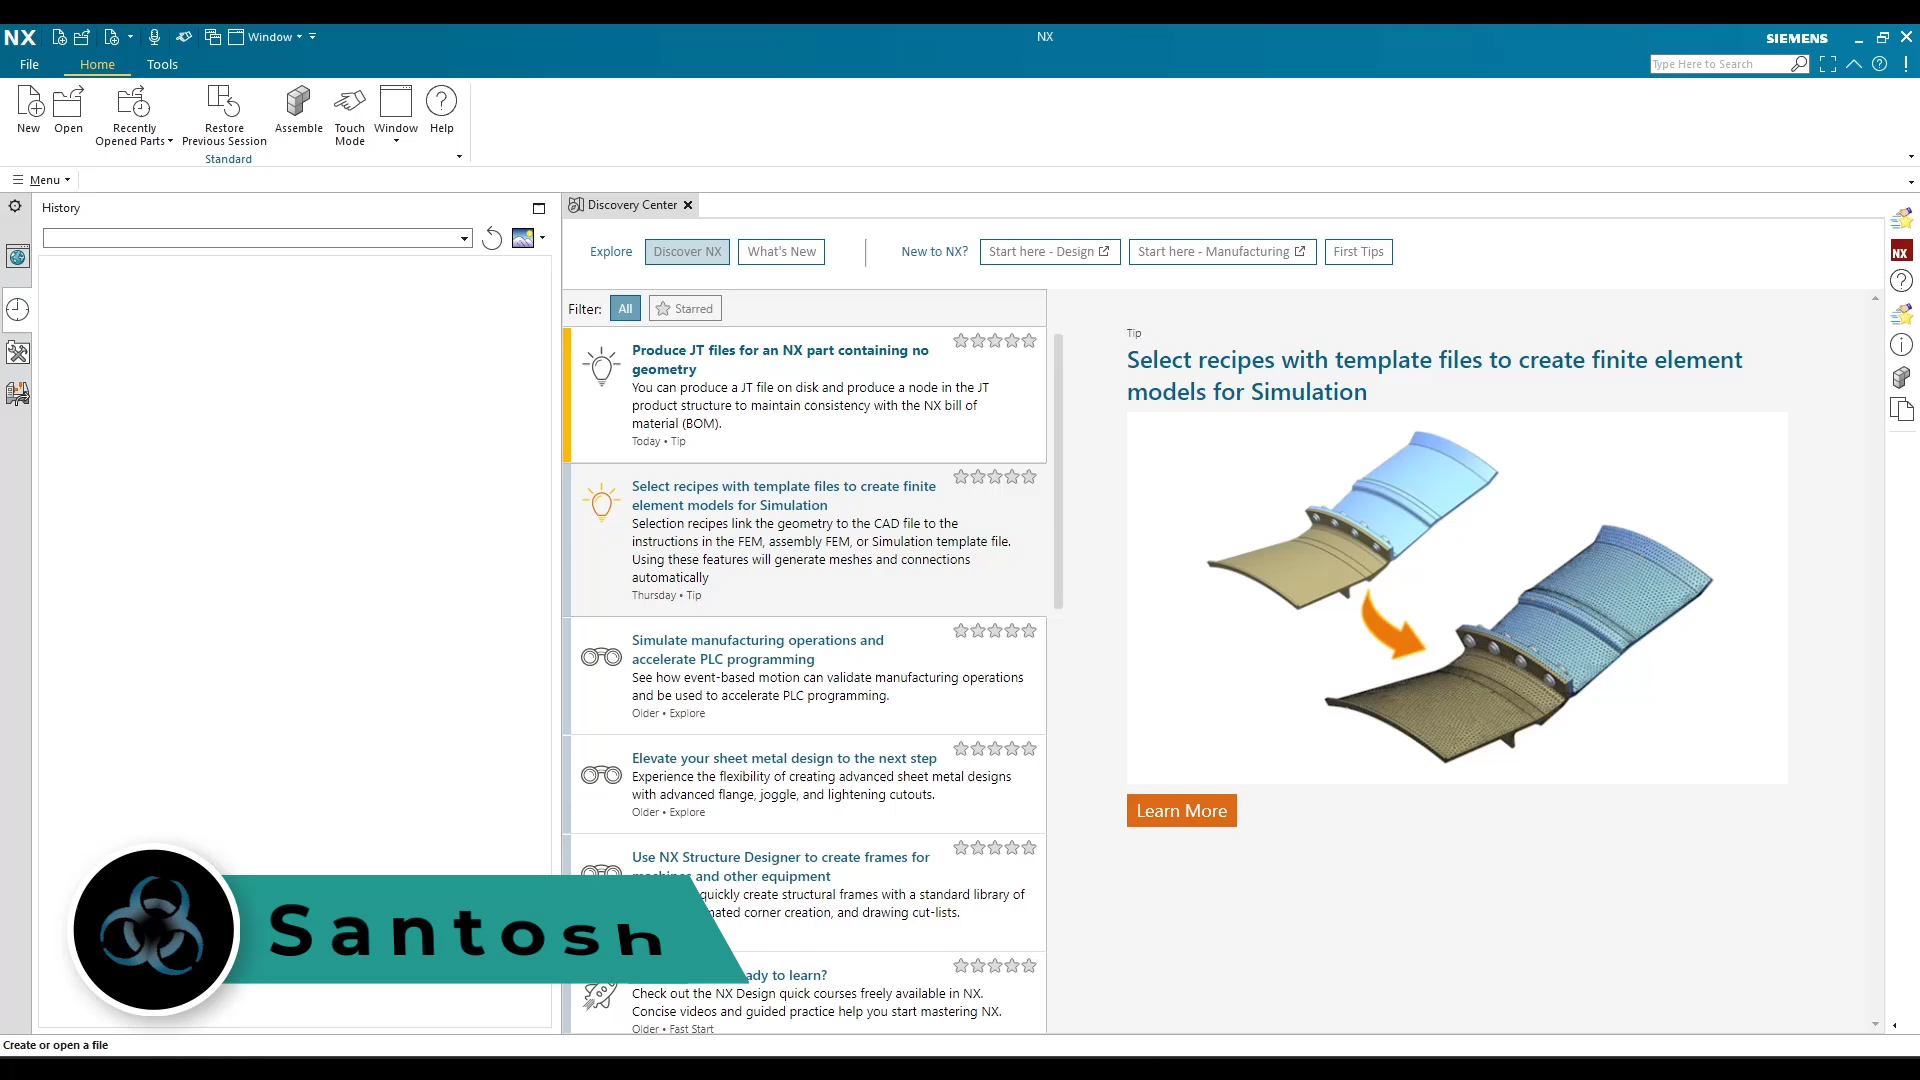 NX
Window
NX
SIEMENS
File
Home
Tools
Type Here to Search
New
Open
Recently
Opened Parts
Restore
Previous Session
Assemble
Touch
Mode
Window
Help
Standard
Menu
History
Discovery Center
Explore
Discover NX
What's New
New to NX?
Start here - Design
Start here - Manufacturing
First Tips
Filter:
All
Starred
Produce JT files for an NX part containing no
geometry
You can produce a JT file on disk and produce a node in the JT
product structure to maintain consistency with the NX bill of
material (BOM).
Today • Tip
Select recipes with template files to create finite
element models for Simulation
Selection recipes link the geometry to the CAD file to the
instructions in the FEM, assembly FEM, or Simulation template file.
Using these features will generate meshes and connections
automatically
Thursday • Tip
Simulate manufacturing operations and
accelerate PLC programming
See how event-based motion can validate manufacturing operations
and be used to accelerate PLC programming.
Older • Explore
Elevate your sheet metal design to the next step
Experience the flexibility of creating advanced sheet metal designs
with advanced flange, joggle, and lightening cutouts.
Older • Explore
Use NX Structure Designer to create frames for
and other equipment
quickly create structural frames with a standard library of
corner creation, and drawing cut-lists.
to learn?
Check out the NX Design quick courses freely available in NX.
Concise videos and guided practice help you start mastering NX.
Older • Fast Start
Tip
Select recipes with template files to create finite element
models for Simulation
Learn More
NX
Santosh
Create or open a file